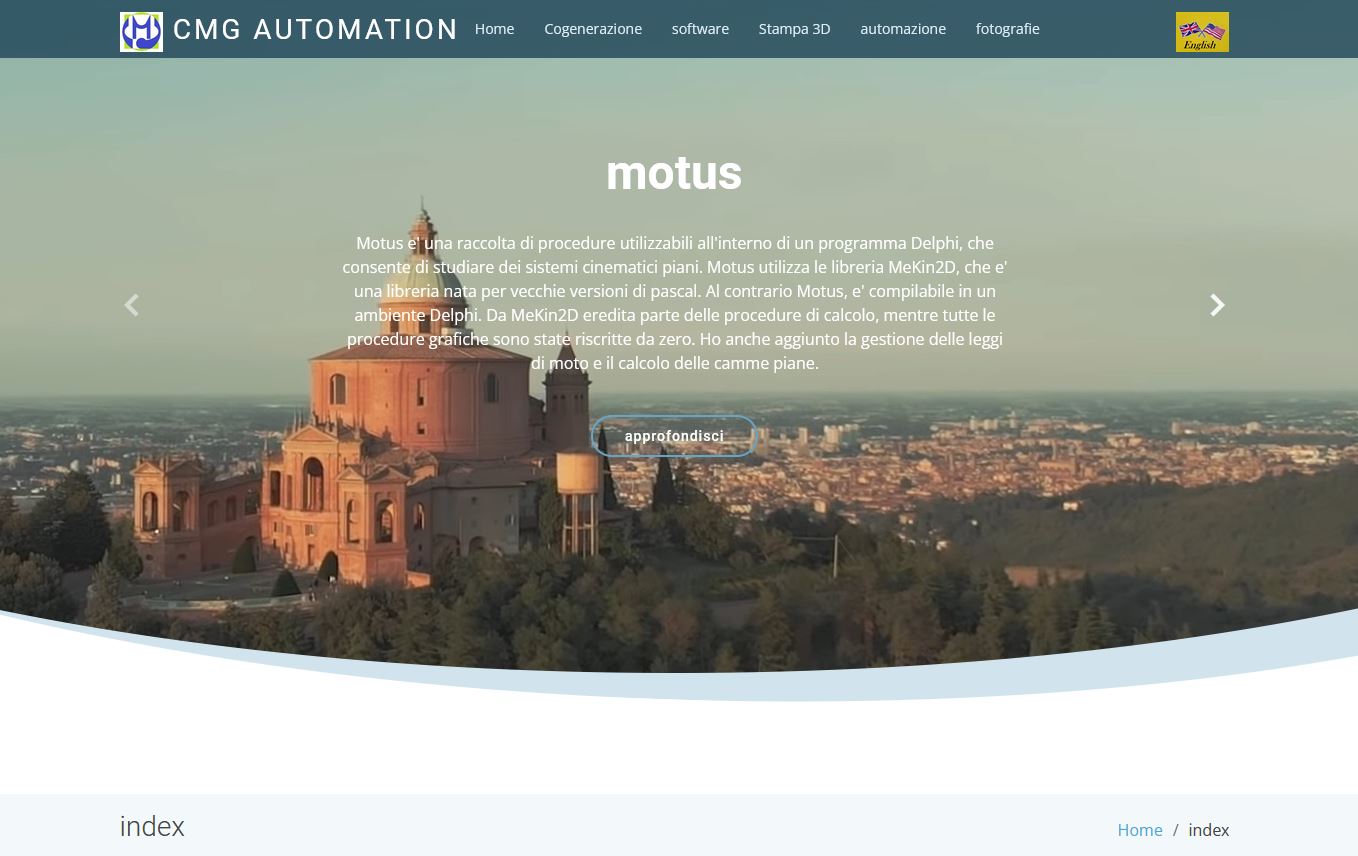 CMG AUTOMATION
Home
Cogenerazione
software
Stampa 3D
automazione
fotografie
English
motus
Motus e' una raccolta di procedure utilizzabili all'interno di un programma Delphi, che
consente di studiare dei sistemi cinematici piani. Motus utilizza le libreria MeKin2D, che e'
una libreria nata per vecchie versioni di pascal. Al contrario Motus, e' compilabile in un
ambiente Delphi. Da MeKin2D eredita parte delle procedure di calcolo, mentre tutte le
procedure grafiche sono state riscritte da zero. Ho anche aggiunto la gestione delle leggi
di moto e il calcolo delle camme piane.
approfondisci
index
Home / index